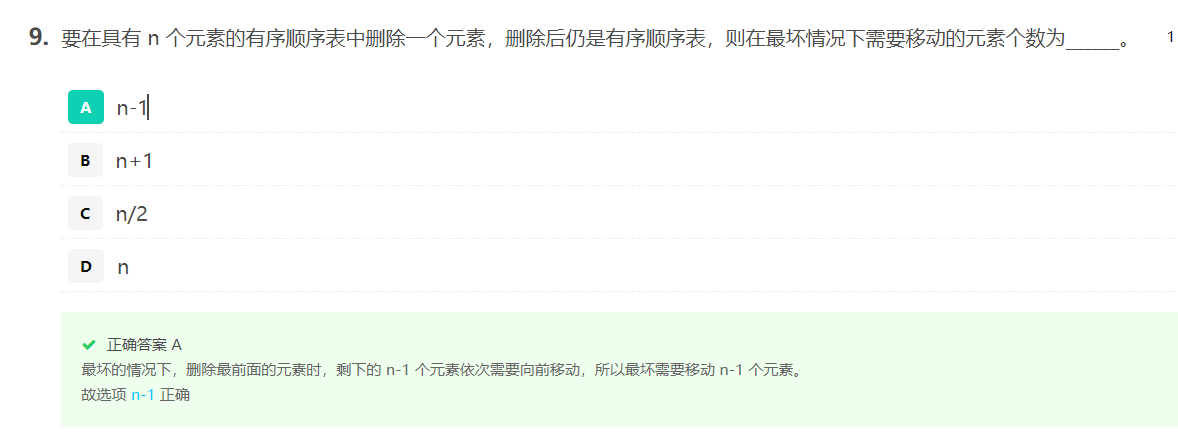 9. 要在具有 n 个元素的有序顺序表中删除一个元素，删除后仍是有序顺序表，则在最坏情况下需要移动的元素个数为______。 1
A n-1
B n+1
C n/2
D n
正确答案 A
最坏的情况下，删除最前面的元素时，剩下的 n-1 个元素依次需要向前移动，所以最坏需要移动 n-1 个元素。
故选项 n-1 正确